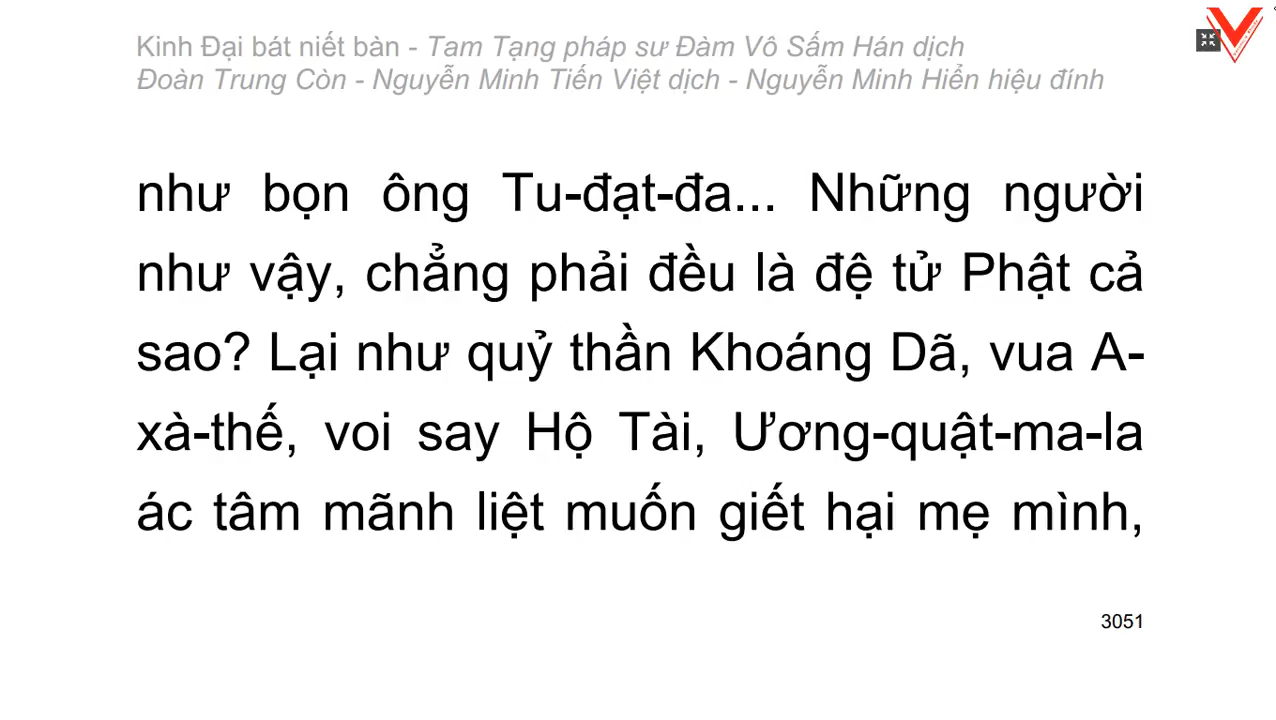 Kinh Đại bát niết bàn - Tam Tạng pháp sư Đàm Vô Sấm Hán dịch
Đoàn Trung Còn - Nguyễn Minh Tiến Việt dịch - Nguyễn Minh Hiển hiệu đính
như bọn ông Tu-đạt-đa... Những người
như vậy, chẳng phải đều là đệ tử Phật cả
sao? Lại như quỷ thần Khoáng Dã, vua A-
xà-thế, voi say Hộ Tài, Ương-quật-ma-la
ác tâm mãnh liệt muốn giết hại mẹ mình,
3051